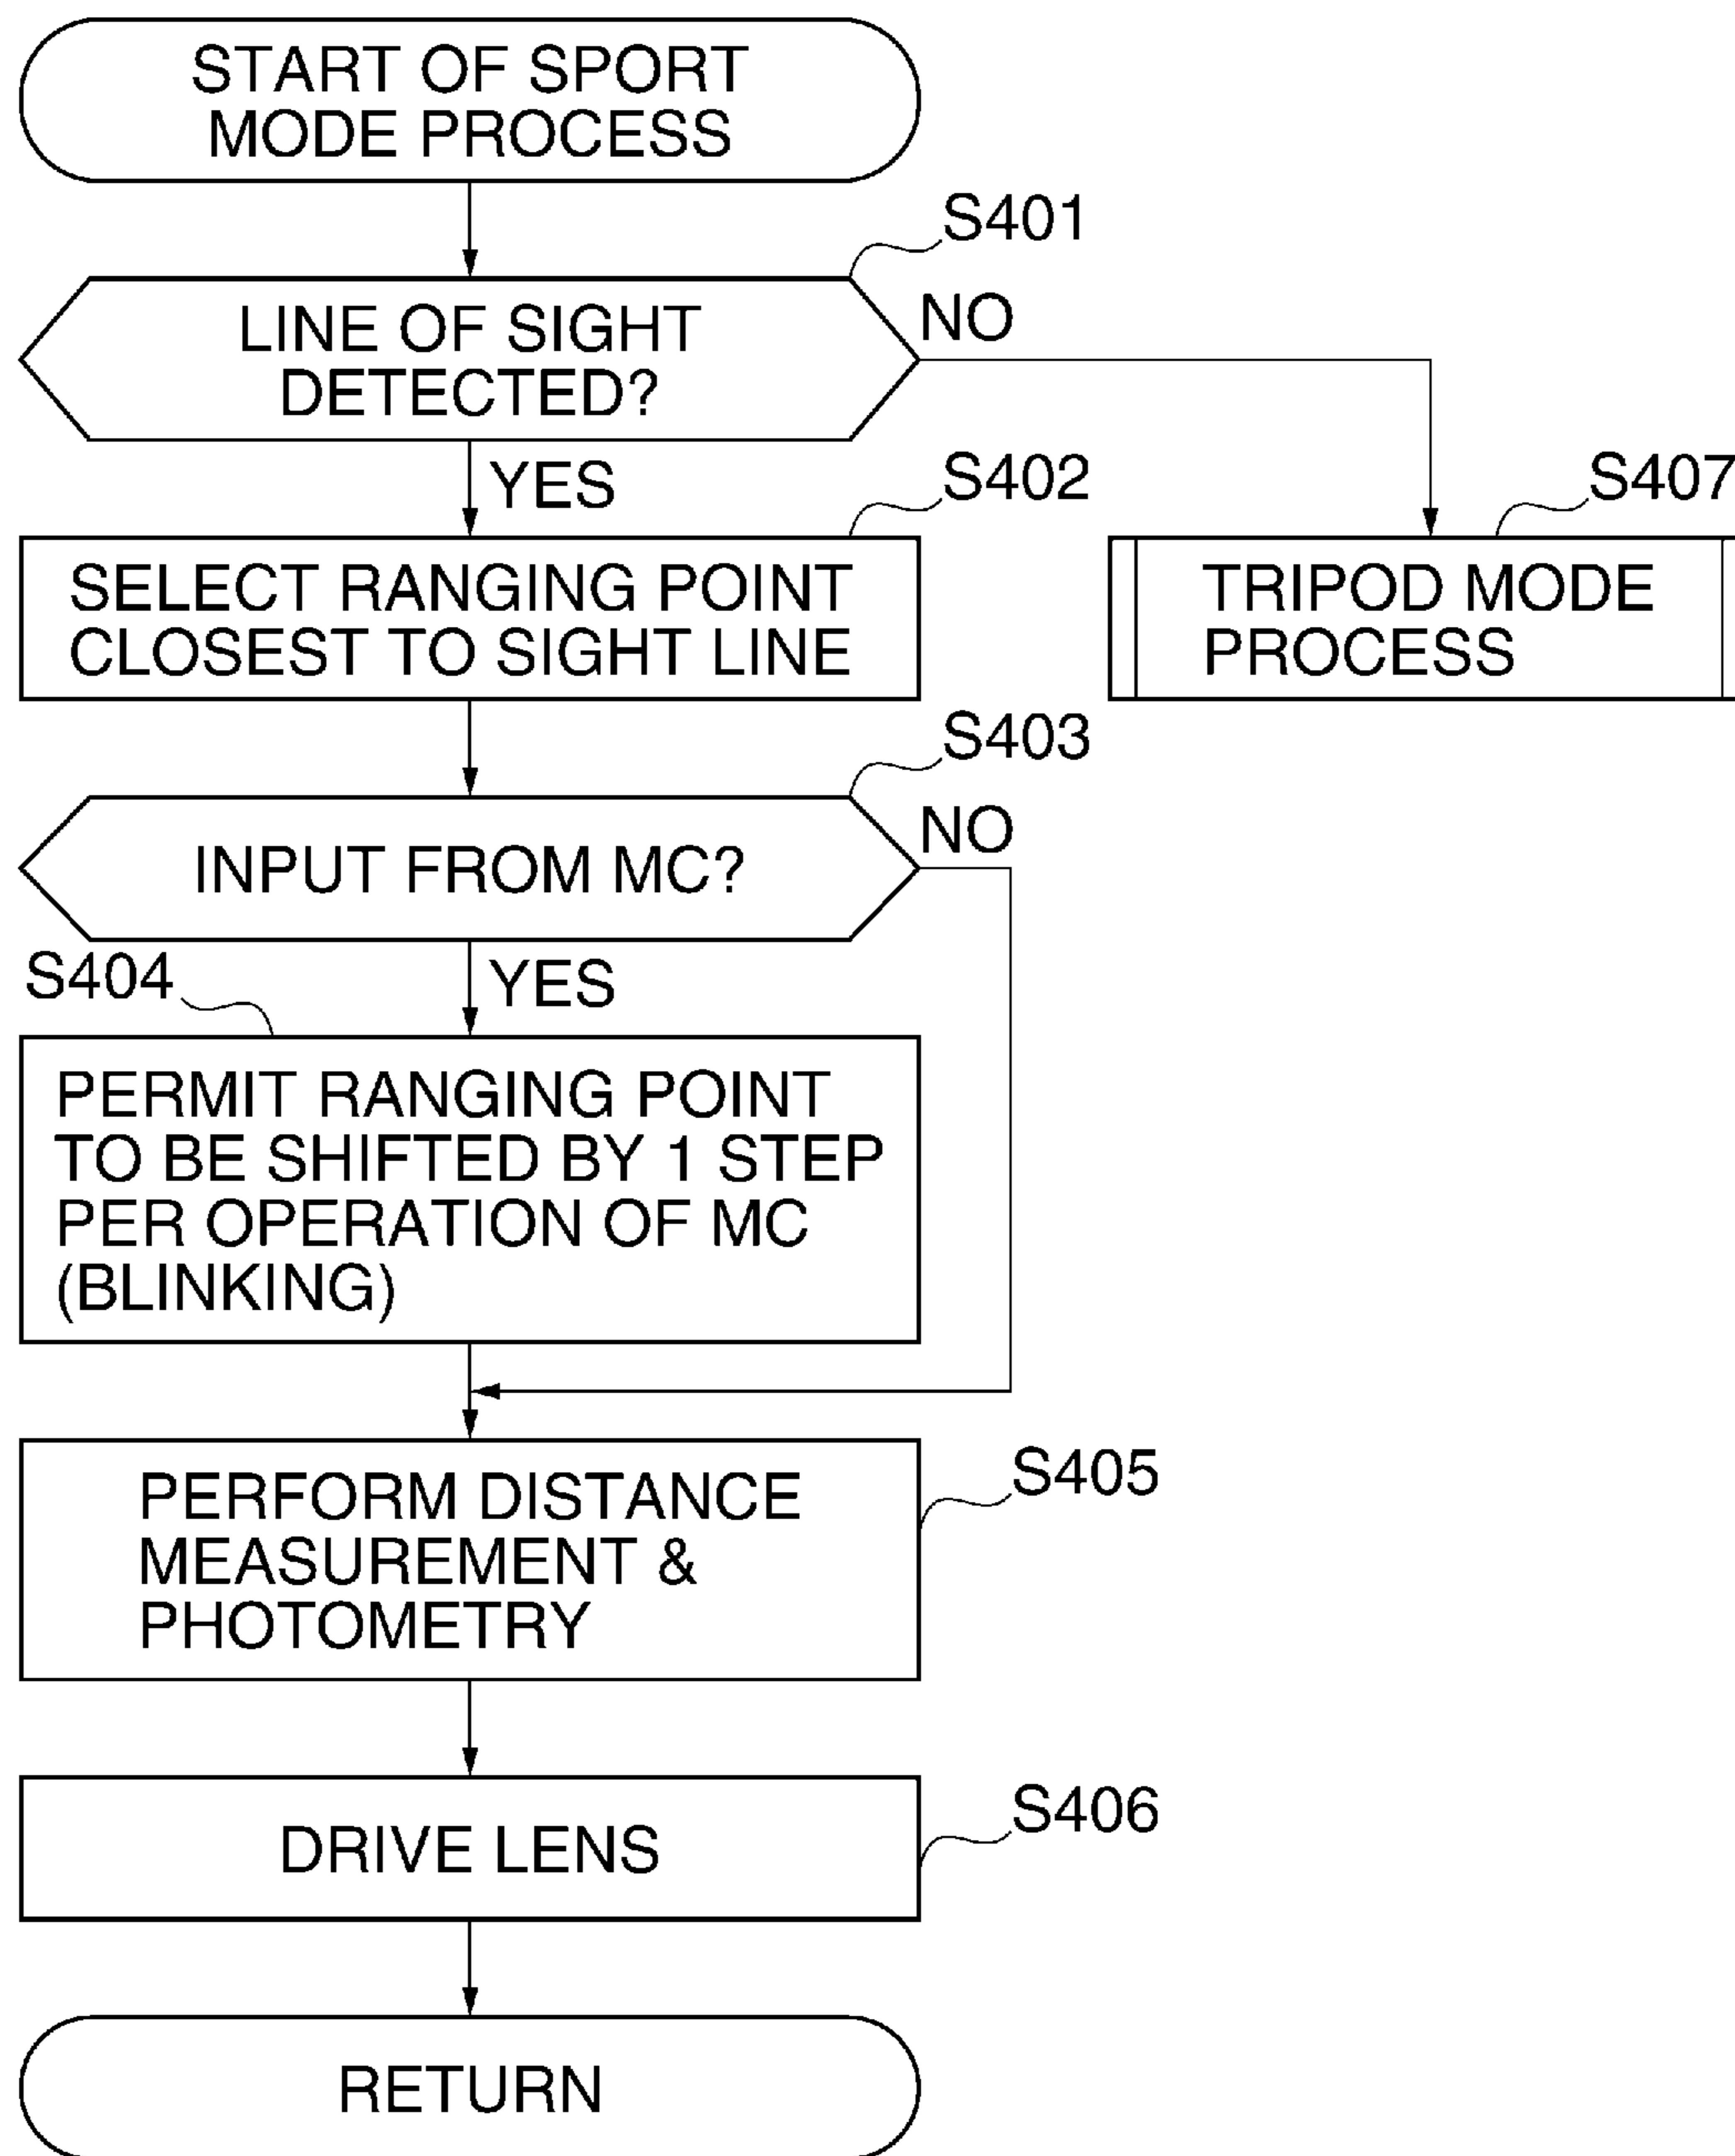 START OF SPORT
MODE PROCESS
S401
LINE OF SIGHT
DETECTED?
NO
YES
S402
S407
SELECT RANGING POINT
CLOSEST TO SIGHT LINE
TRIPOD MODE
PROCESS
S403
INPUT FROM MC?
NO
S404
YES
PERMIT RANGING POINT
TO BE SHIFTED BY 1 STEP
PER OPERATION OF MC
(BLINKING)
PERFORM DISTANCE
MEASUREMENT &
PHOTOMETRY
S405
DRIVE LENS
S406
RETURN